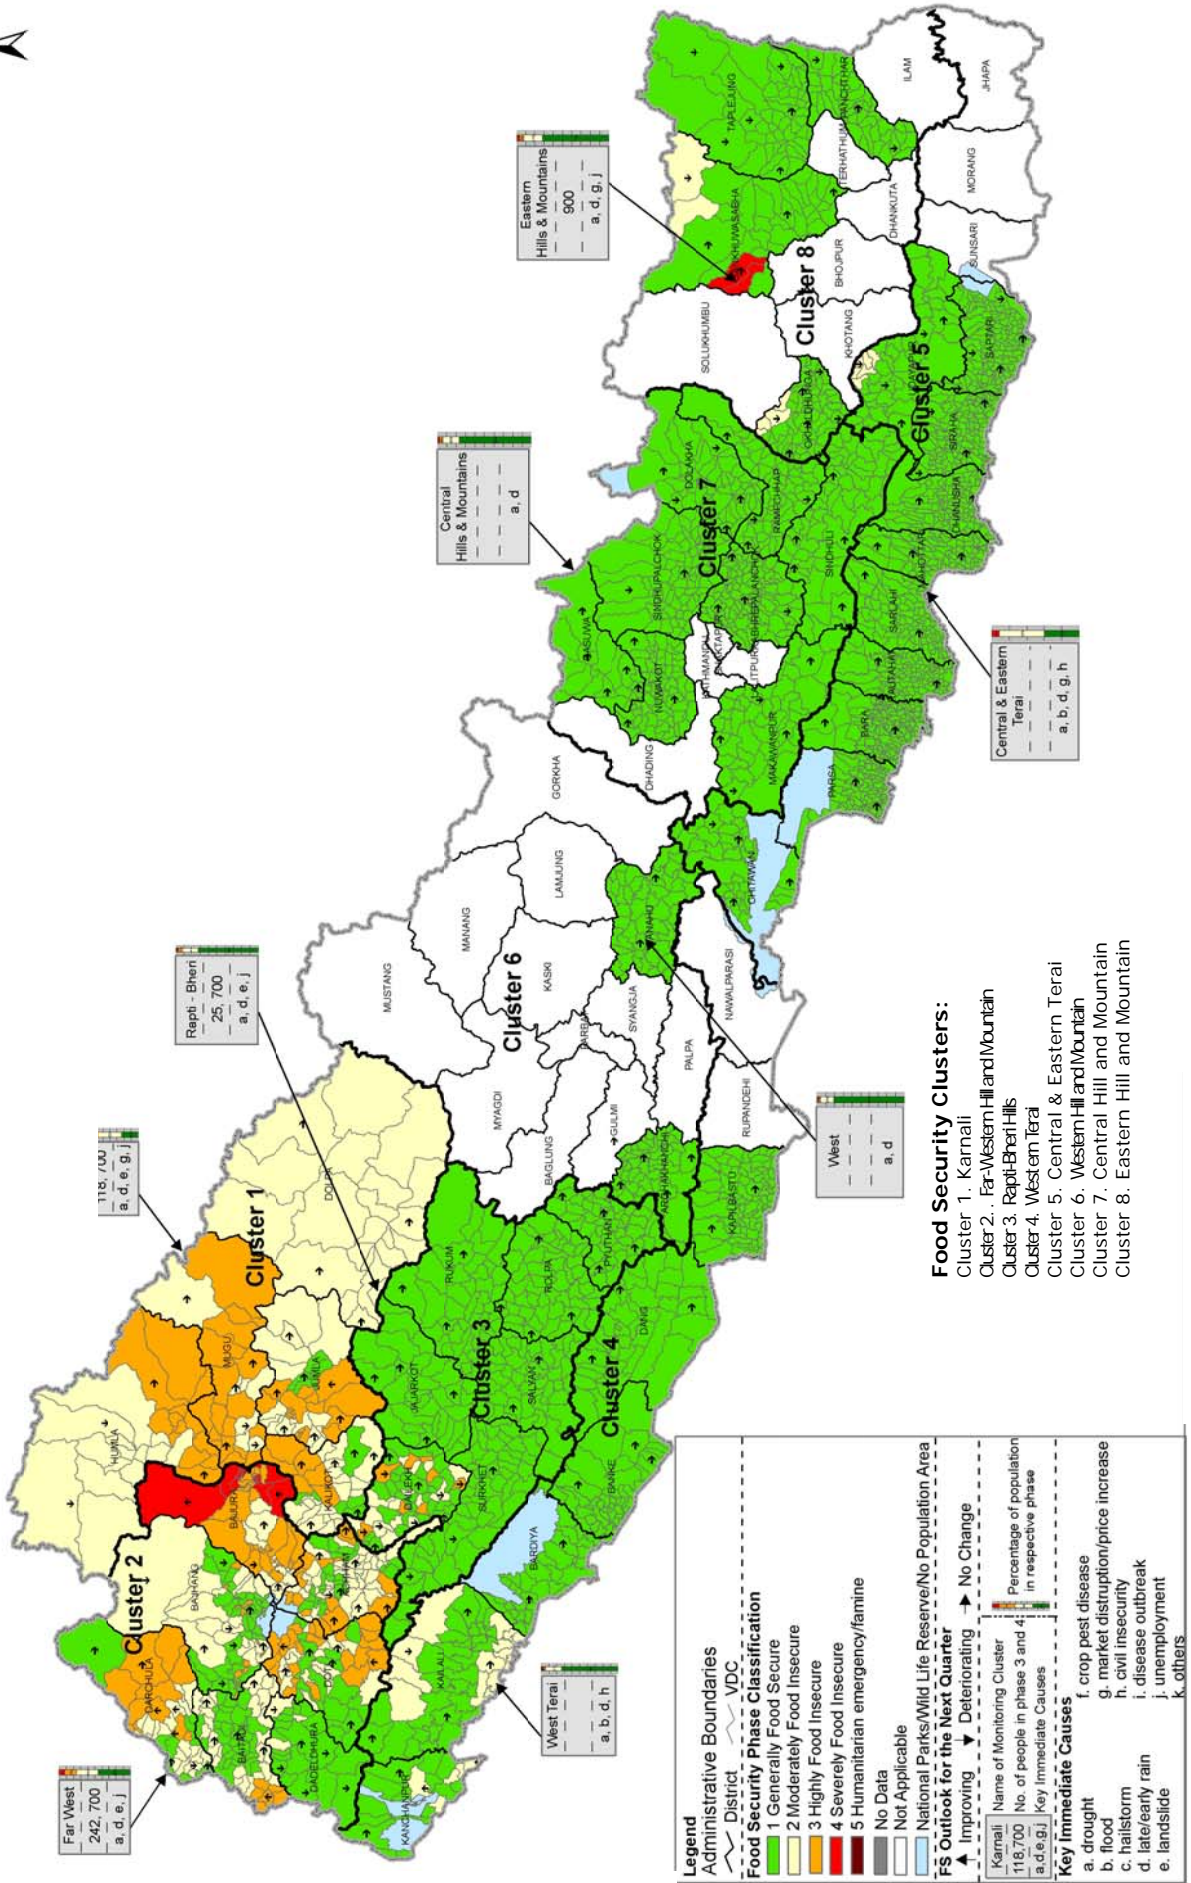 Far West
242, 700
a, d, e, j
118, 700
a, d, e, g, j
Rapti - Bheri
25, 700
a, d, e, j
Central
Hills & Mountains
a, d
Eastern
Hills & Mountains
900
a, d, g, j
West Terai
a, b, d, h
West
a, d
Central & Eastern
Terai
a, b, d, g, h
Cluster 1
Cluster 2
Cluster 3
Cluster 4
Cluster 5
Cluster 6
Cluster 7
Cluster 8
DARCHULA
BAJHANG
HUMLA
BAJURA
MUGU
BAITADI
DADELDHURA
DOTI
ACHHAM
KALIKOT
JUMLA
DOLPA
KANCHANPUR
KAILALI
DAILEKH
JAJARKOT
RUKUM
SURKHET
SALYAN
ROLPA
PYUTHAN
BARDIYA
BANKE
DANG
MUSTANG
MANANG
MYAGDI
KASKI
LAMJUNG
GORKHA
BAGLUNG
PARBAT
GULMI
SYANGJA
TANAHU
ARGHAKHANCHI
PALPA
KAPILBASTU
RUPANDEHI
NAWALPARASI
CHITAWAN
DHADING
RASUWA
NUWAKOT
SINDHUPALCHOK
KATHMANDU
BHAKTAPUR
LALITPUR
KABHREPALANCHOK
DOLAKHA
RAMECHHAP
SINDHULI
MAKAWANPUR
PARSA
BARA
RAUTAHAT
SARLAHI
MAHOTTARI
DHANUSHA
SIRAHA
SAPTARI
UDAYAPUR
OKHALDHUNGA
SOLUKHUMBU
KHOTANG
BHOJPUR
SANKHUWASABHA
TAPLEJUNG
TERHATHUM
PANCHTHAR
DHANKUTA
ILAM
JHAPA
MORANG
SUNSARI
Food Security Clusters:
Cluster 1. Karnali
Cluster 2. . Far-Western Hill and Mountain
Cluster 3. Rapti-Bheri Hills
Cluster 4. Western Terai
Cluster 5. Central & Eastern Terai
Cluster 6. Western Hill and Mountain
Cluster 7. Central Hill and Mountain
Cluster 8. Eastern Hill and Mountain
Legend
Administrative Boundaries
District VDC
Food Security Phase Classification
1 Generally Food Secure
2 Moderately Food Insecure
3 Highly Food Insecure
4 Severely Food Insecure
5 Humanitarian emergency/famine
No Data
Not Applicable
National Parks/Wild Life Reserve/No Population Area
FS Outlook for the Next Quarter
Improving Deteriorating No Change
Karnali Name of Monitoring Cluster
118,700 No. of people in phase 3 and 4
a,d,e,g,j Key Immediate Causes
Percentage of population
in respective phase
Key Immediate Causes
a. drought
b. flood
c. hailstorm
d. late/early rain
e. landslide
f. crop pest disease
g. market distruption/price increase
h. civil insecurity
i. disease outbreak
j. unemployment
k. others